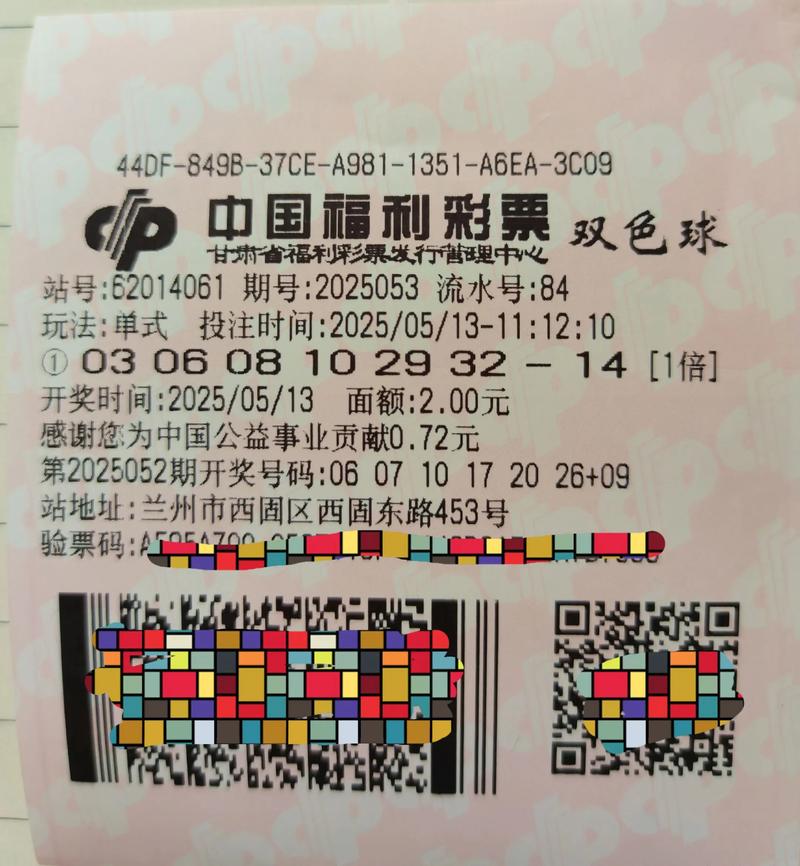 44DF-849B-37CE-A981-1351-A6EA-3C09
中国福利彩票 双色球
甘肃省福利彩票发行管理中心
站号:62014061 期号:2025053 流水号:84
玩法:单式 投注时间:2025/05/13-11:12:10
① 03 06 08 10 29 32 - 14 [1倍]
开奖时间:2025/05/13 面额:2.00元
感谢您为中国公益事业贡献0.72元
第2025052期开奖号码:06 07 10 17 20 26+09
站地址:兰州市西固区西固东路453号
验票码: